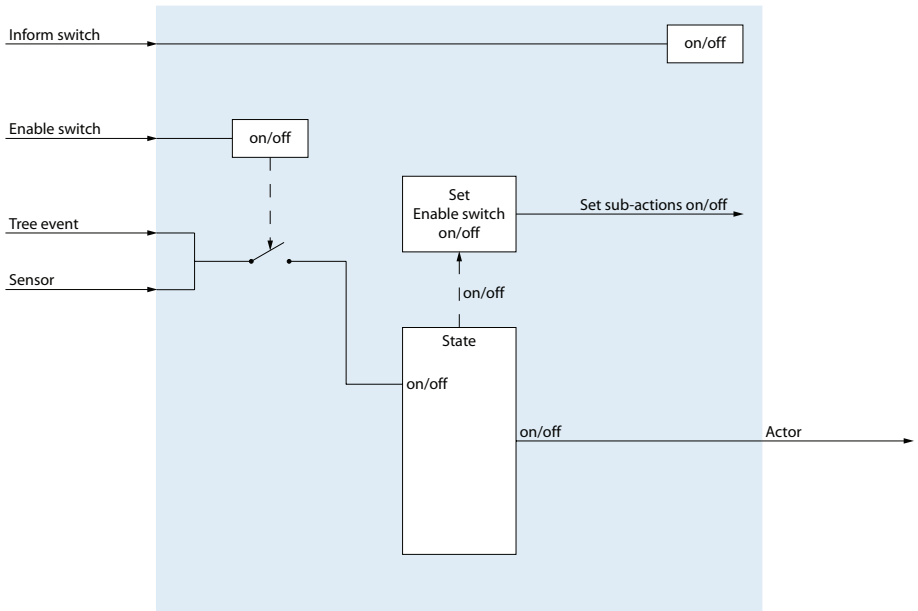 Inform switch
on/off
Enable switch
on/off
Set
Enable switch
on/off
Set sub-actions on/off
Tree event
Sensor
on/off
State
on/off
on/off
Actor